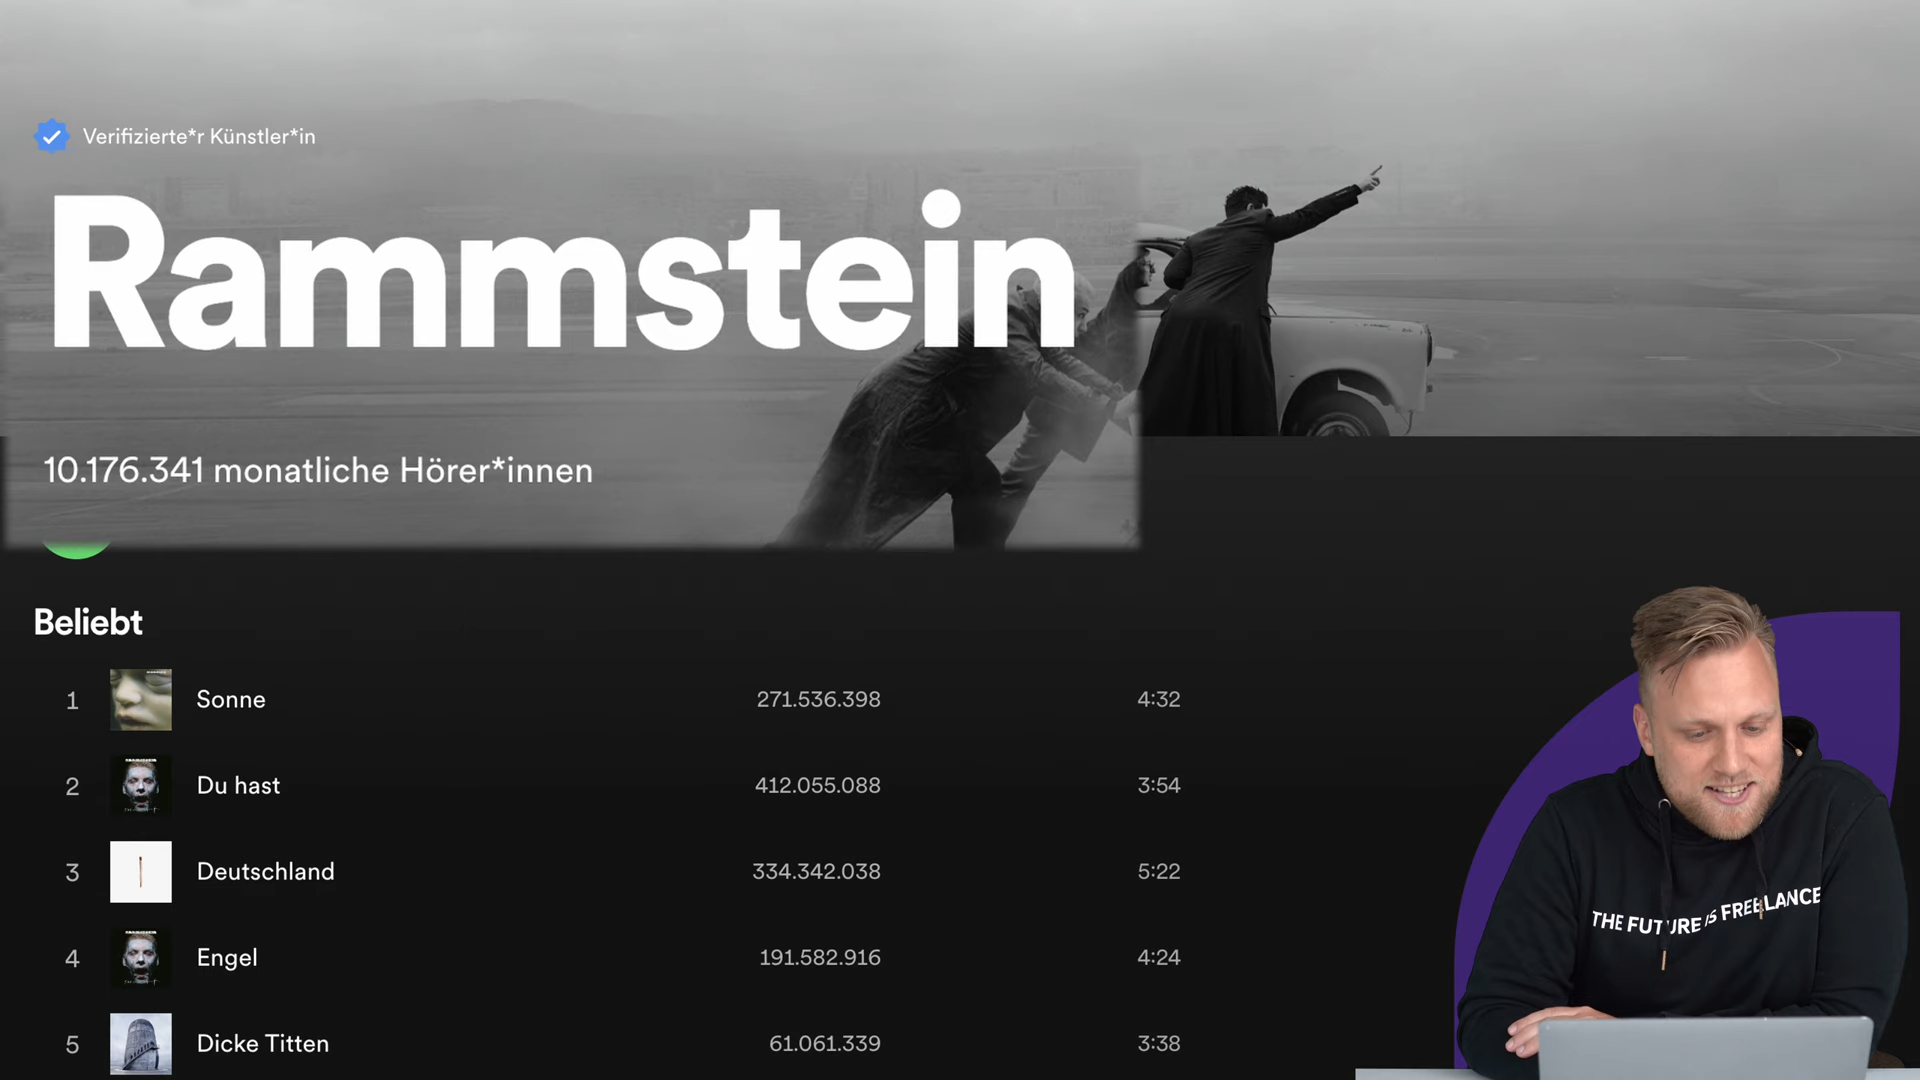 Verifizierte*r Künstler*in
Rammstein
10.176.341 monatliche Hörer*innen
Beliebt
1 Sonne 271.536.398 4:32
2 Du hast 412.055.088 3:54
3 Deutschland 334.342.038 5:22
4 Engel 191.582.916 4:24
5 Dicke Titten 61.061.339 3:38
THE FUTURE IS FREELANCE